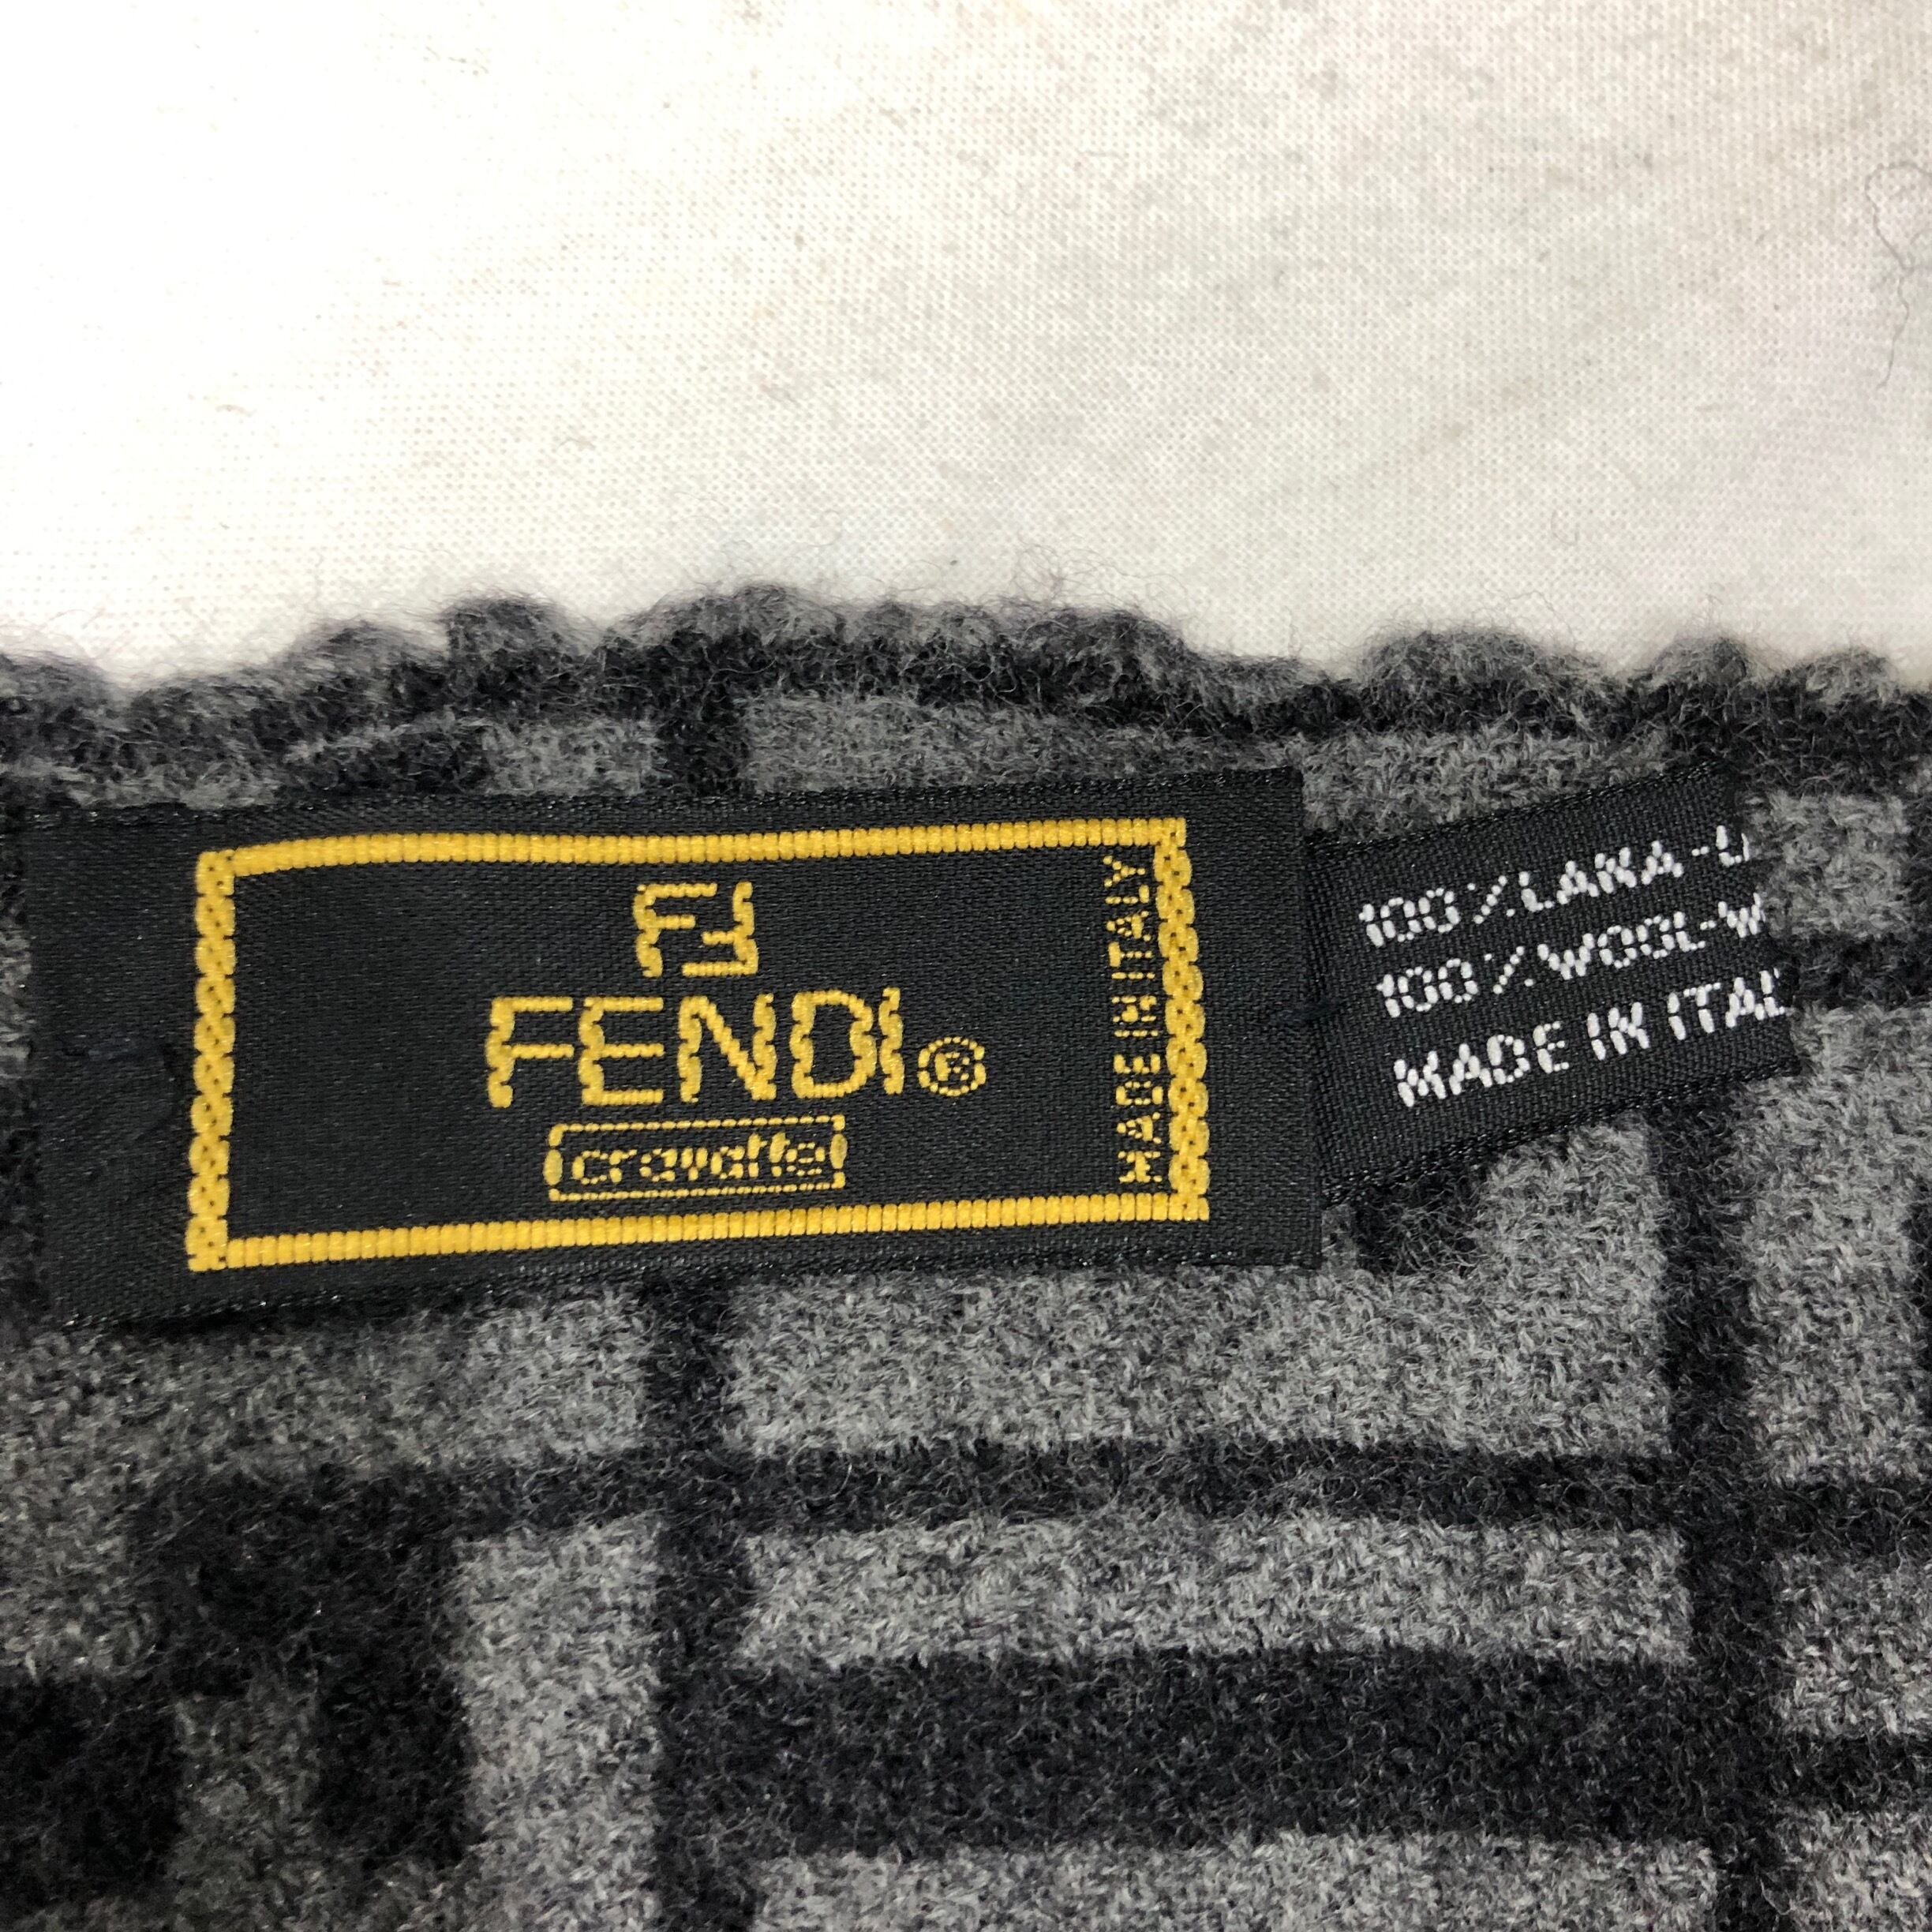 FF
FENDI®
cravatte
MADE IN ITALY
100%LANA-
100%WOOL-W
MADE IN ITAL